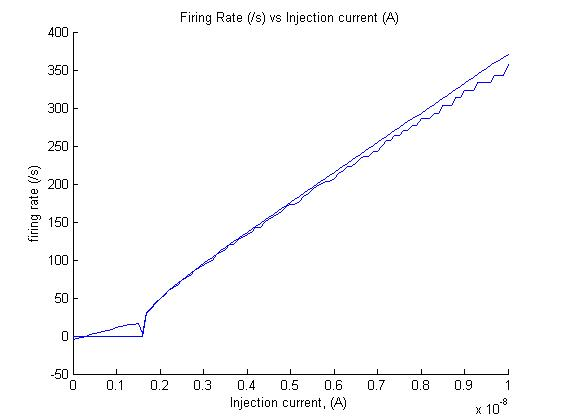 Firing Rate (/s) vs Injection current (A)
400
350
300
250
200
150
100
50
0
-50
firing rate (/s)
0 0.1 0.2 0.3 0.4 0.5 0.6 0.7 0.8 0.9 1
x 10⁻⁸
Injection current, (A)